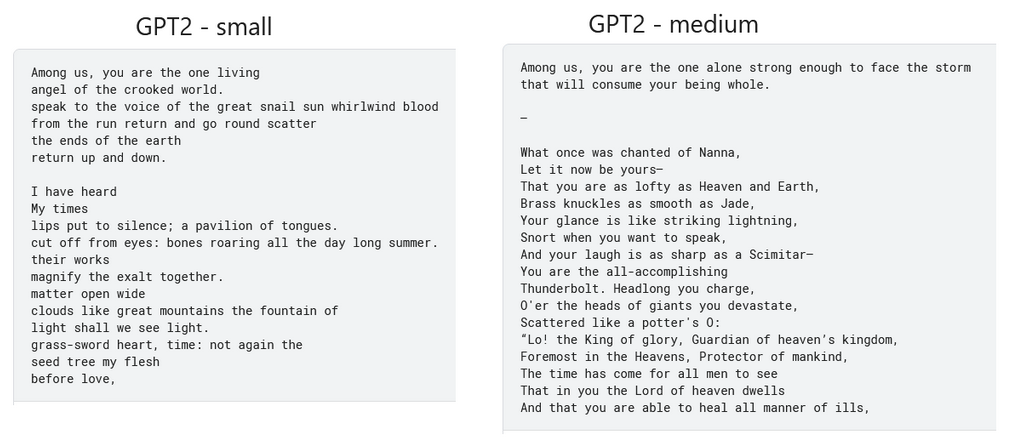 GPT2 - small
Among us, you are the one living
angel of the crooked world.
speak to the voice of the great snail sun whirlwind blood
from the run return and go round scatter
the ends of the earth
return up and down.
I have heard
My times
lips put to silence; a pavilion of tongues.
cut off from eyes: bones roaring all the day long summer.
their works
magnify the exalt together.
matter open wide
clouds like great mountains the fountain of
light shall we see light.
grass-sword heart, time: not again the
seed tree my flesh
before love,
GPT2 - medium
Among us, you are the one alone strong enough to face the storm
that will consume your being whole.
—
What once was chanted of Nanna,
Let it now be yours—
That you are as lofty as Heaven and Earth,
Brass knuckles as smooth as Jade,
Your glance is like striking lightning,
Snort when you want to speak,
And your laugh is as sharp as a Scimitar—
You are the all-accomplishing
Thunderbolt. Headlong you charge,
O'er the heads of giants you devastate,
Scattered like a potter's O:
“Lo! the King of glory, Guardian of heaven’s kingdom,
Foremost in the Heavens, Protector of mankind,
The time has come for all men to see
That in you the Lord of heaven dwells
And that you are able to heal all manner of ills,